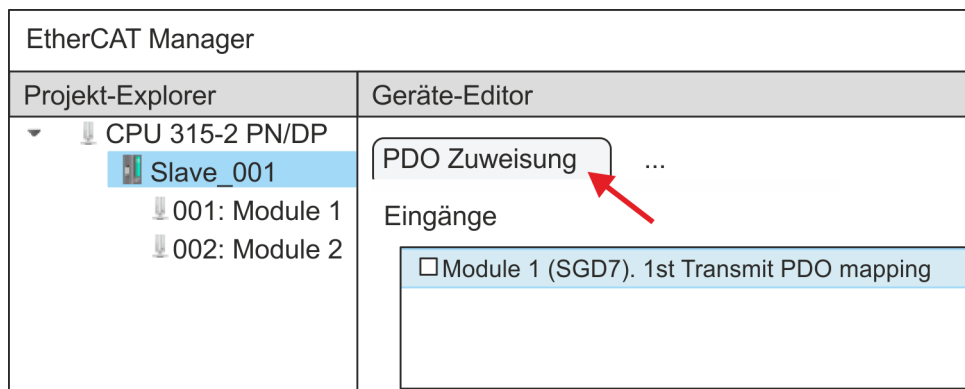 EtherCAT Manager
Projekt-Explorer
Geräte-Editor
CPU 315-2 PN/DP
Slave_001
001: Module 1
002: Module 2
PDO Zuweisung
...
Eingänge
Module 1 (SGD7). 1st Transmit PDO mapping